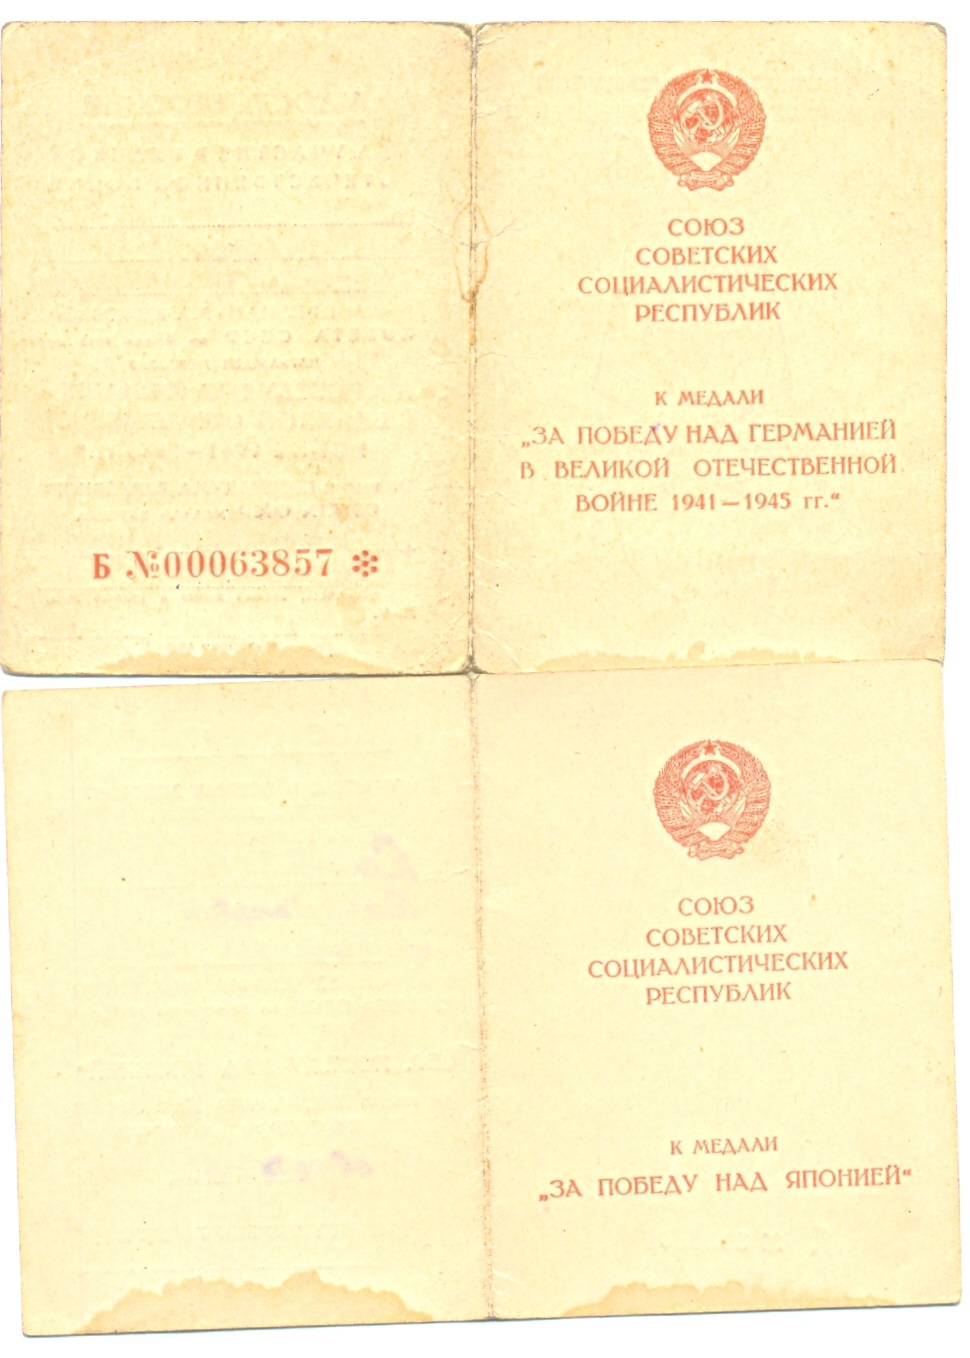 СОЮЗ
СОВЕТСКИХ
СОЦИАЛИСТИЧЕСКИХ
РЕСПУБЛИК
К МЕДАЛИ
„ЗА ПОБЕДУ НАД ГЕРМАНИЕЙ
В ВЕЛИКОЙ ОТЕЧЕСТВЕННОЙ
ВОЙНЕ 1941—1945 гг.“
Б №00063857
СОЮЗ
СОВЕТСКИХ
СОЦИАЛИСТИЧЕСКИХ
РЕСПУБЛИК
К МЕДАЛИ
„ЗА ПОБЕДУ НАД ЯПОНИЕЙ“